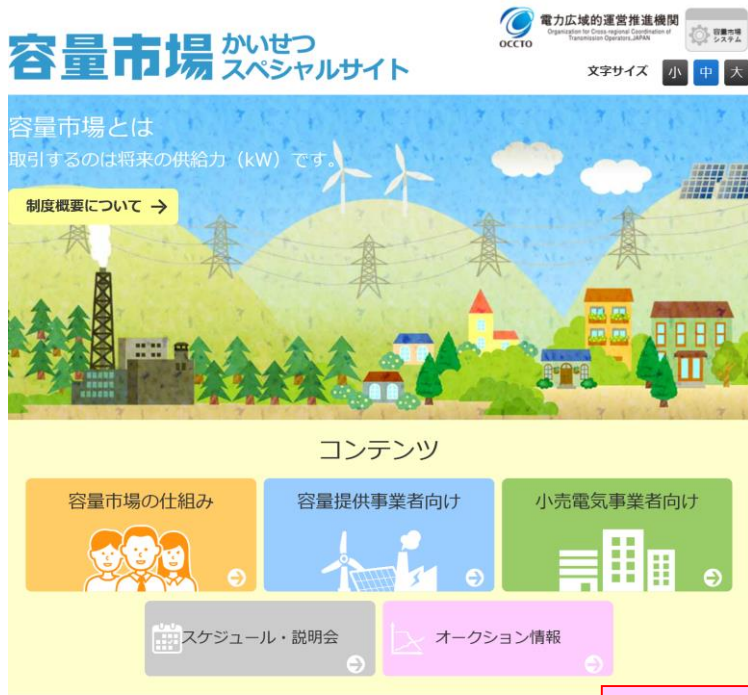 容量市場 かいせつ
スペシャルサイト
OCCTO
電力広域的運営推進機関
Organization for Cross-regional Coordination of
Transmission Operators,JAPAN
容量市場
システム
文字サイズ 小 中 大
容量市場とは
取引するのは将来の供給力（kW）です。
制度概要について →
コンテンツ
容量市場の仕組み
容量提供事業者向け
小売電気事業者向け
スケジュール・説明会
オークション情報